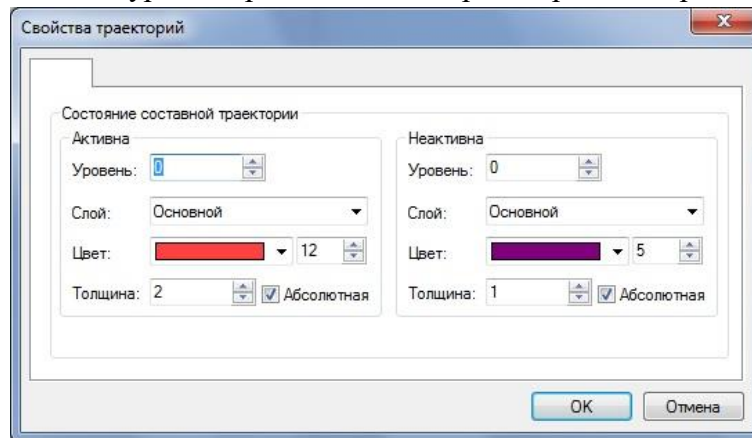 Свойства траекторий
Состояние составной траектории
Активна
Уровень: 0
Слой: Основной
Цвет: 12
Толщина: 2 Абсолютная
Неактивна
Уровень: 0
Слой: Основной
Цвет: 5
Толщина: 1 Абсолютная
OK Отмена